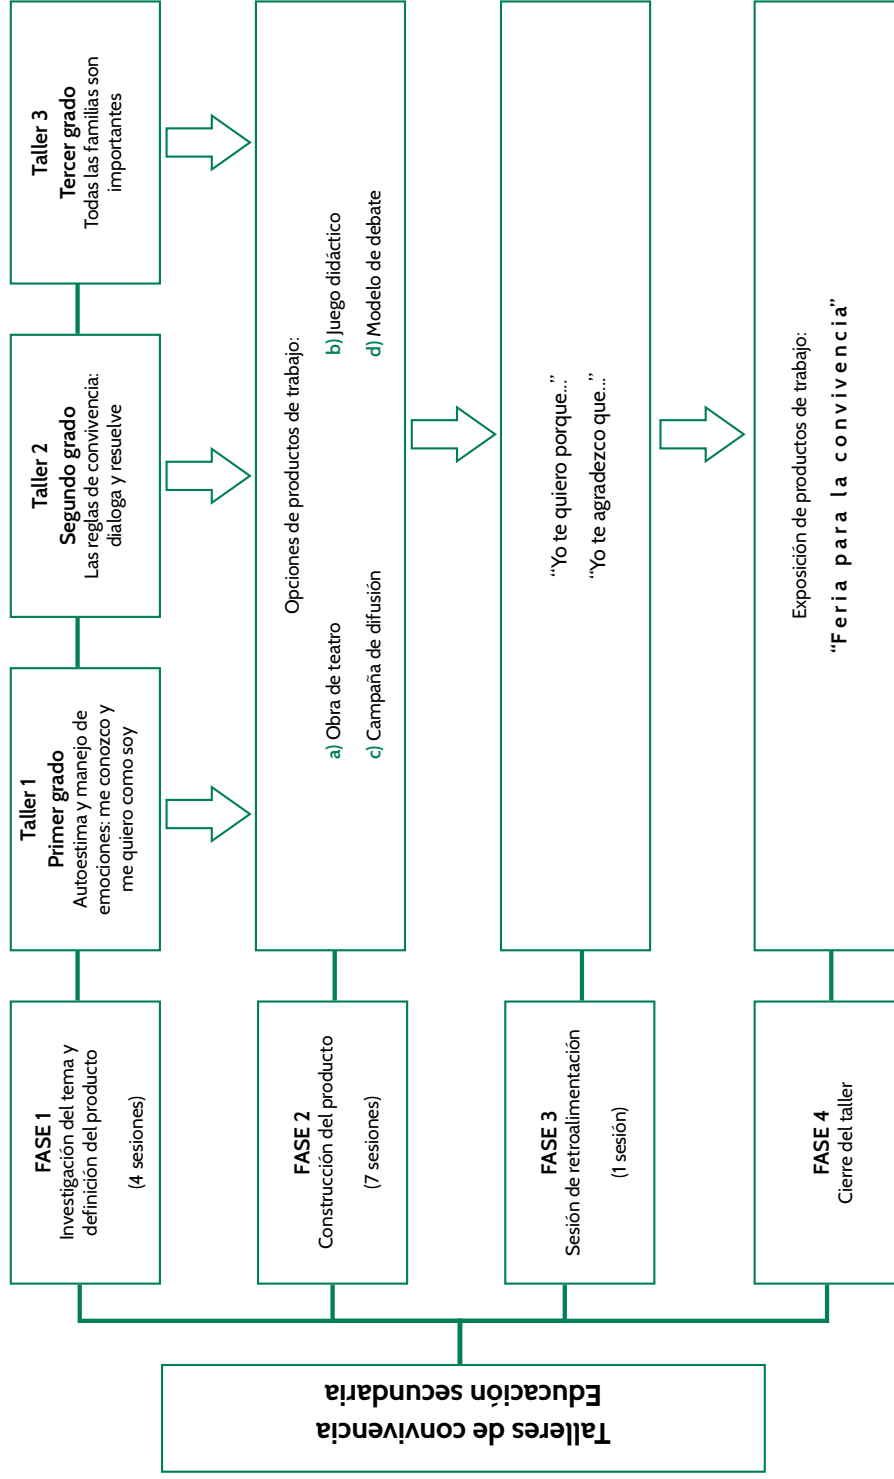 Talleres de convivencia
Educación secundaria
FASE 1
Investigación del tema y
definición del producto
(4 sesiones)
Taller 1
Primer grado
Autoestima y manejo de
emociones: me conozco y
me quiero como soy
Taller 2
Segundo grado
Las reglas de convivencia:
dialoga y resuelve
Taller 3
Tercer grado
Todas las familias son
importantes
FASE 2
Construcción del producto
(7 sesiones)
Opciones de productos de trabajo:
a) Obra de teatro
b) Juego didáctico
c) Campaña de difusión
d) Modelo de debate
FASE 3
Sesión de retroalimentación
(1 sesión)
“Yo te quiero porque...”
“Yo te agradezco que...”
FASE 4
Cierre del taller
Exposición de productos de trabajo:
“Feria para la convivencia”